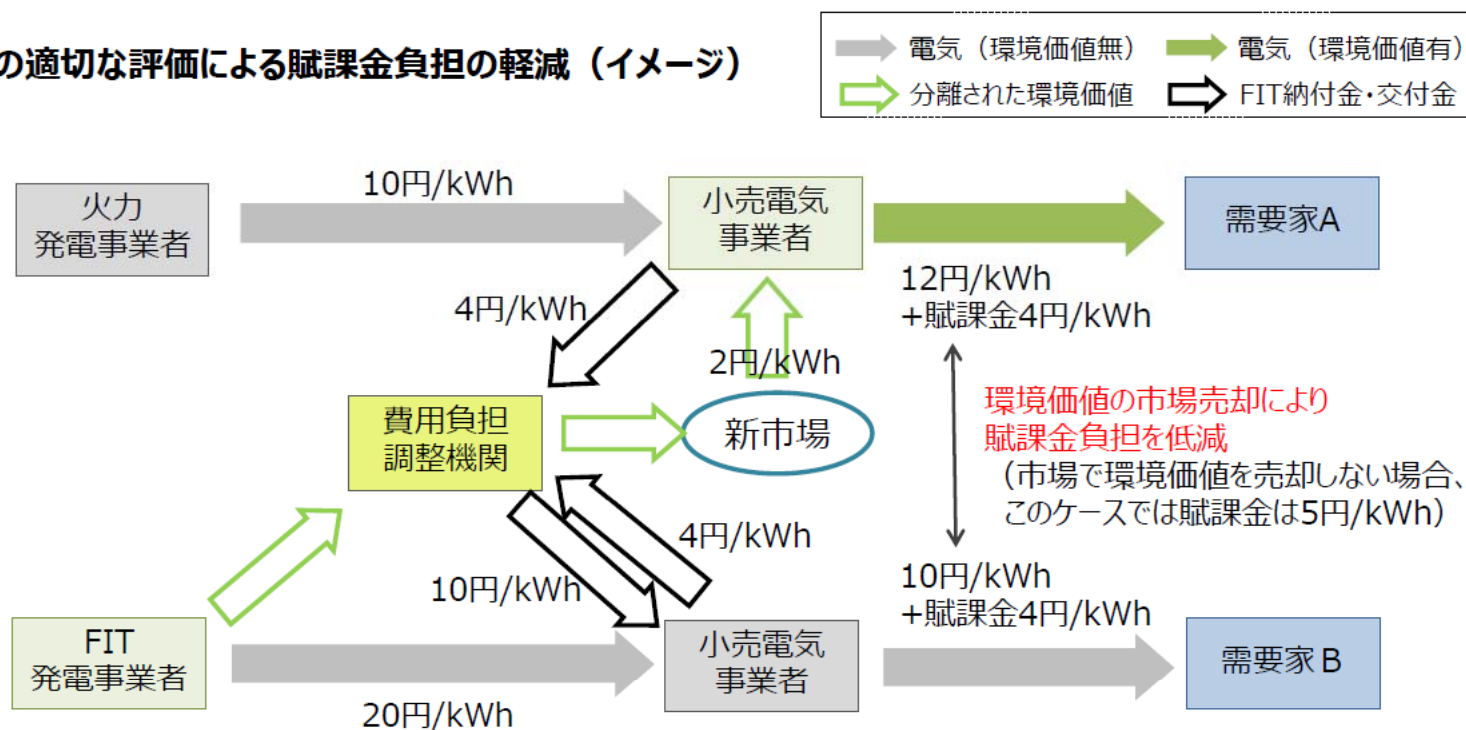 の適切な評価による賦課金負担の軽減（イメージ）
電気（環境価値無）
電気（環境価値有）
分離された環境価値
FIT納付金・交付金
火力
発電事業者
10円/kWh
小売電気
事業者
需要家A
12円/kWh
+賦課金4円/kWh
4円/kWh
2円/kWh
費用負担
調整機関
新市場
環境価値の市場売却により
賦課金負担を低減
（市場で環境価値を売却しない場合、
このケースでは賦課金は5円/kWh）
4円/kWh
10円/kWh
10円/kWh
+賦課金4円/kWh
FIT
発電事業者
20円/kWh
小売電気
事業者
需要家B